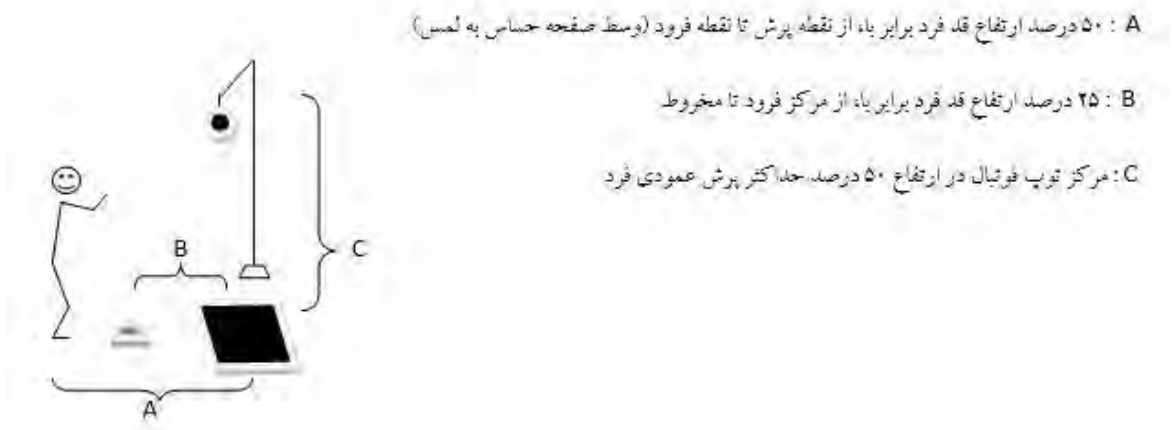 A : ۵۰ درصد ارتفاع قد فرد برابر با، از نقطه پرش تا نقطه فرود (وسط صفحه حساس به لمس)
B : ۲۵ درصد ارتفاع قد فرد برابر با، از مرکز فرود تا مخروط
C : مرکز توپ فوتبال در ارتفاع ۵۰ درصد حداکثر پرش عمودی فرد
B
C
A